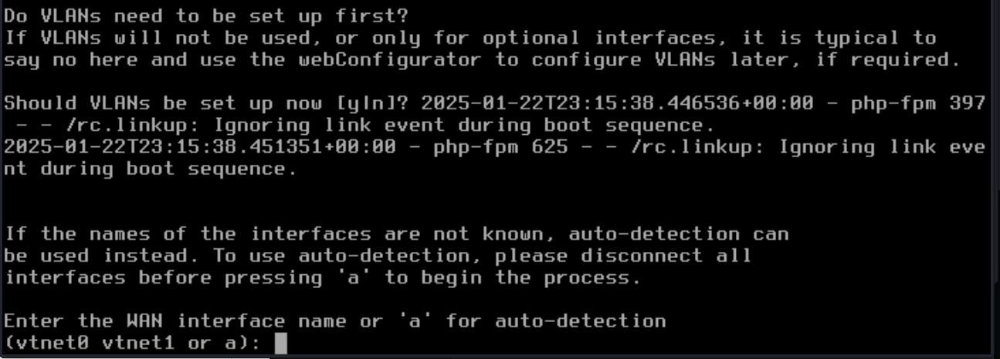 Do VLANs need to be set up first?
If VLANs will not be used, or only for optional interfaces, it is typical to
say no here and use the webConfigurator to configure VLANs later, if required.
Should VLANs be set up now [y|n]? 2025-01-22T23:15:38.446536+00:00 - php-fpm 397
- - /rc.linkup: Ignoring link event during boot sequence.
2025-01-22T23:15:38.451351+00:00 - php-fpm 625 - - /rc.linkup: Ignoring link eve
nt during boot sequence.
If the names of the interfaces are not known, auto-detection can
be used instead. To use auto-detection, please disconnect all
interfaces before pressing 'a' to begin the process.
Enter the WAN interface name or 'a' for auto-detection
(vtnet0 vtnet1 or a):